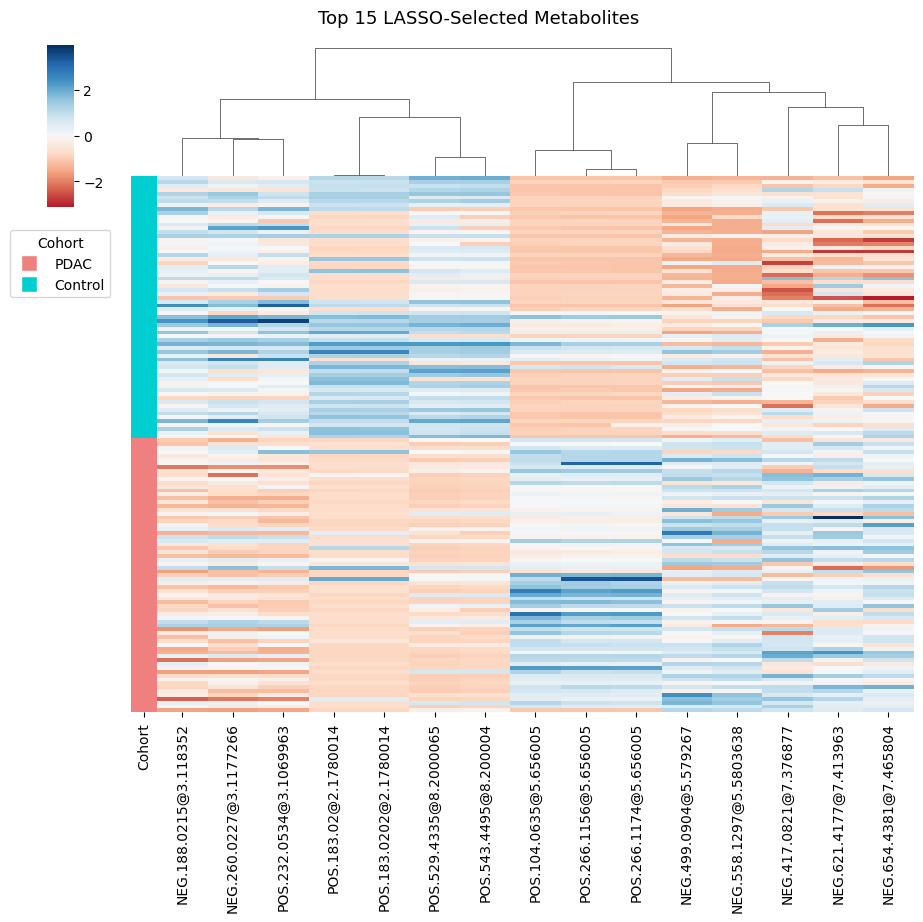 Top 15 LASSO-Selected Metabolites
2
0
−2
Cohort
PDAC
Control
Cohort
NEG.188.0215@3.118352
NEG.260.0227@3.1177266
POS.232.0534@3.1069963
POS.183.02@2.1780014
POS.183.0202@2.1780014
POS.529.4335@8.2000065
POS.543.4495@8.200004
POS.104.0635@5.656005
POS.266.1156@5.656005
POS.266.1174@5.656005
NEG.499.0904@5.579267
NEG.558.1297@5.5803638
NEG.417.0821@7.376877
NEG.621.4177@7.413963
NEG.654.4381@7.465804